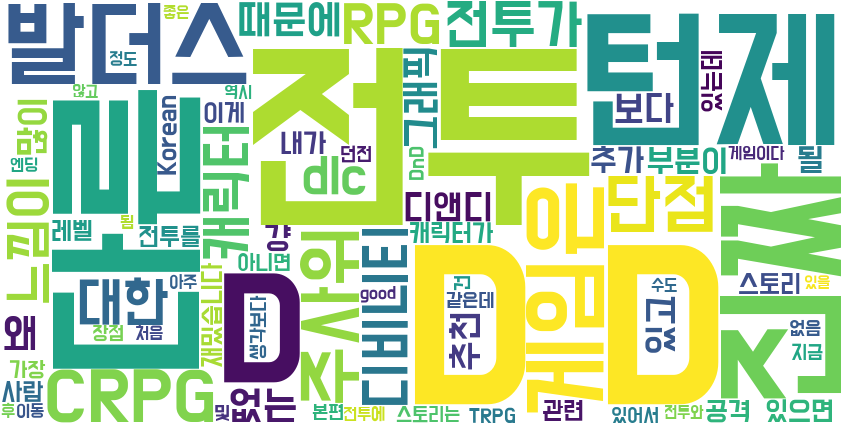 발더스
좋은
정도
때문에
RPG
전투가
턴제
전투
그래픽
있는데
보다
많이
않고
역시
Korean
이게
내가
던전
DnD
dlc
추가
부분이
게임이다
될
엔딩
느낌이
캐릭터
디앤디
단점
게임은
레벨
됨
전투를
걍
캐릭터가
아니면
주사위
디비니티
good
건
같은데
수도
스토리
있을
대한
아주
장점
처음
재밌습니다
D
생각보다
D
D
추천
있고
없음
지금
왜
가장
사람
후
이동
CRPG
및
없는
본편
전투에
스토리는
TRPG
관련
있어서
전투와
공격
있으면